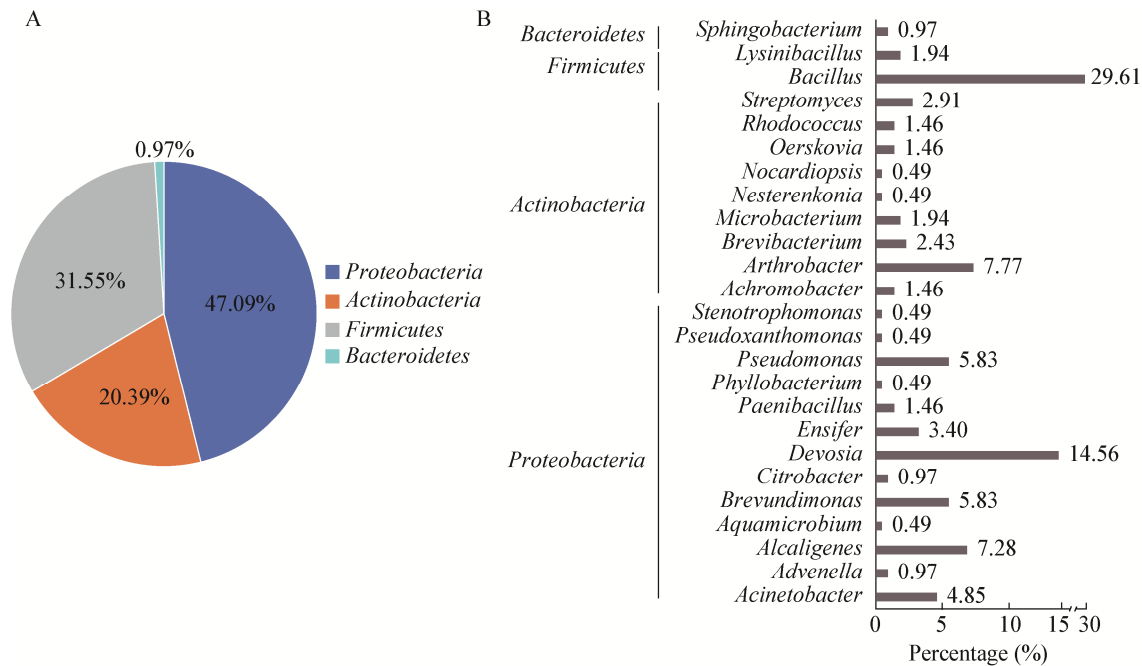 A
0.97%
31.55%
47.09%
20.39%
Proteobacteria
Actinobacteria
Firmicutes
Bacteroidetes
B
Bacteroidetes
Firmicutes
Actinobacteria
Proteobacteria
Sphingobacterium 0.97
Lysinibacillus 1.94
Bacillus 29.61
Streptomyces 2.91
Rhodococcus 1.46
Oerskovia 1.46
Nocardiopsis 0.49
Nesterenkonia 0.49
Microbacterium 1.94
Brevibacterium 2.43
Arthrobacter 7.77
Achromobacter 1.46
Stenotrophomonas 0.49
Pseudoxanthomonas 0.49
Pseudomonas 5.83
Phyllobacterium 0.49
Paenibacillus 1.46
Ensifer 3.40
Devosia 14.56
Citrobacter 0.97
Brevundimonas 5.83
Aquamicrobium 0.49
Alcaligenes 7.28
Advenella 0.97
Acinetobacter 4.85
0 5 10 15 30
Percentage (%)